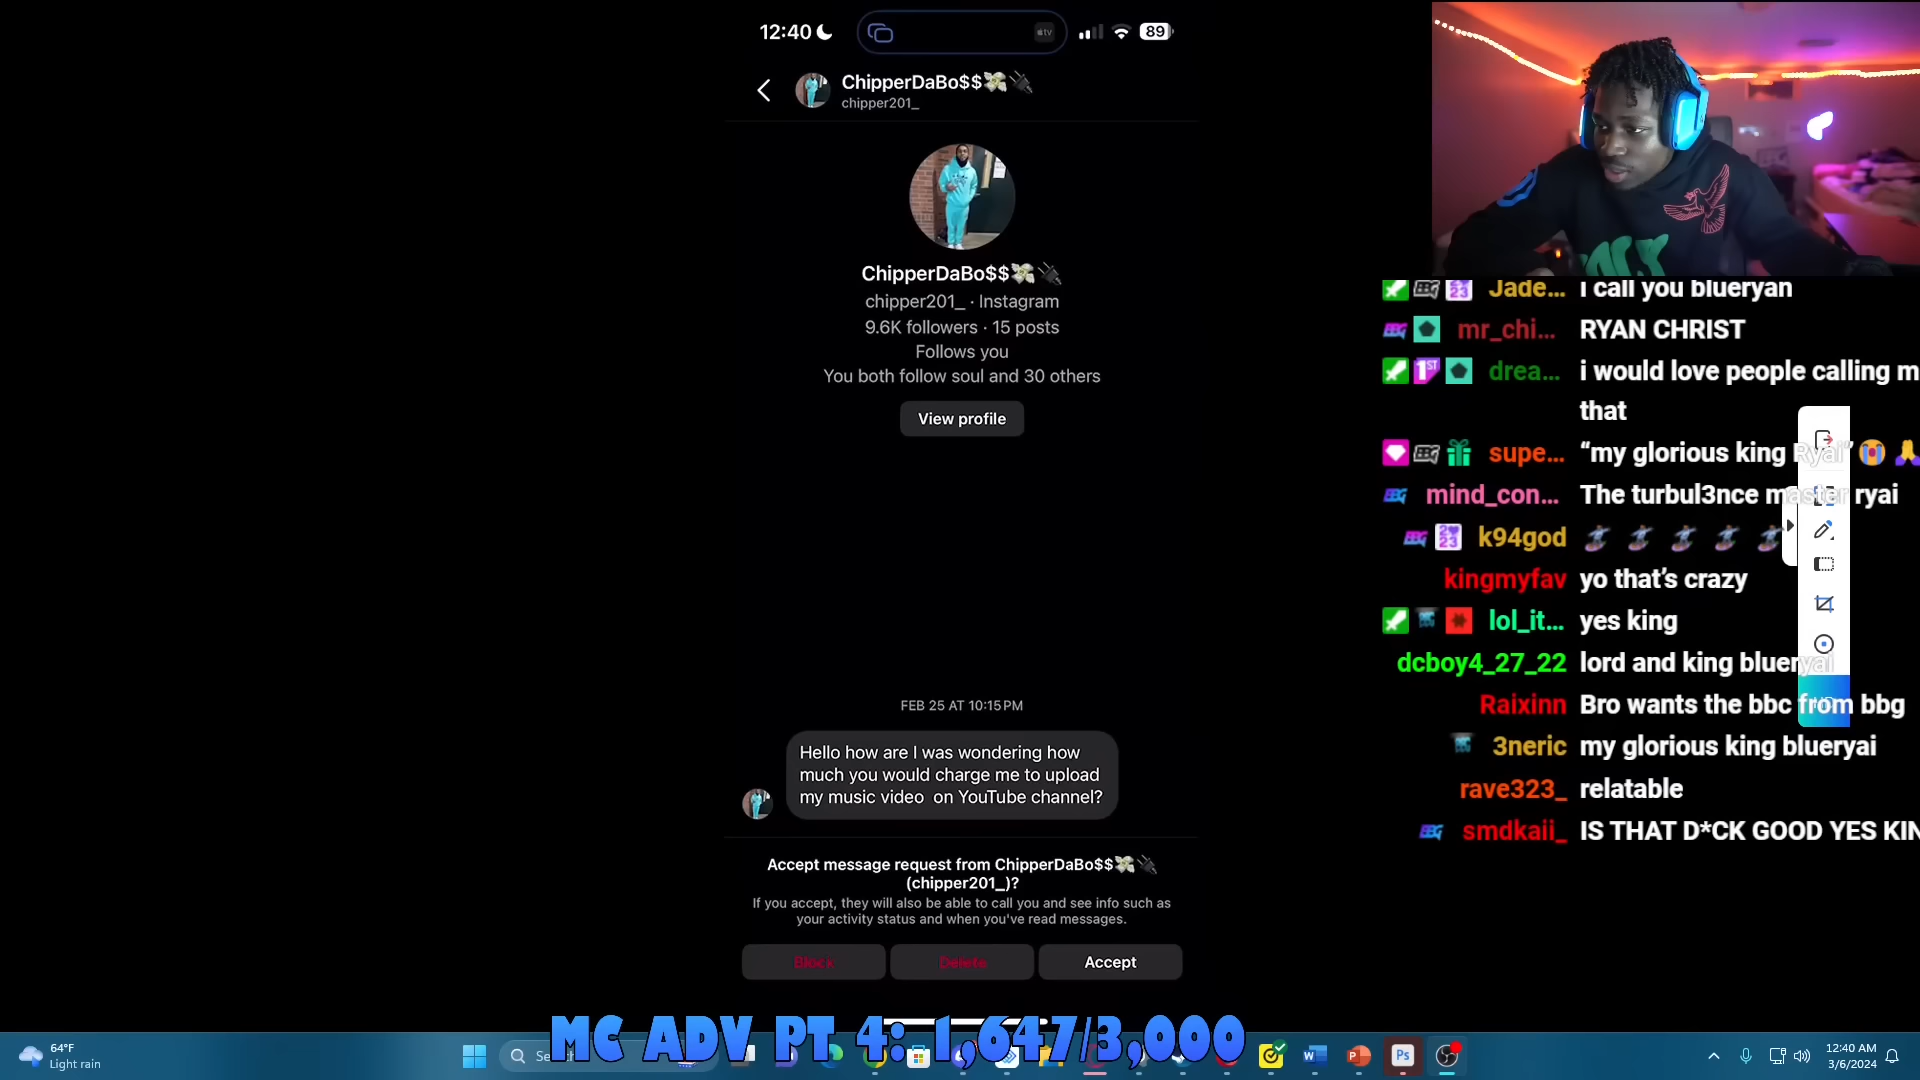 12:40
89
ChipperDaBo$$💸🔌
chipper201_
ChipperDaBo$$💸🔌
chipper201_ · Instagram
9.6K followers · 15 posts
Follows you
You both follow soul and 30 others
View profile
FEB 25 AT 10:15 PM
Hello how are I was wondering how
much you would charge me to upload
my music video  on YouTube channel?
Accept message request from ChipperDaBo$$💸🔌
(chipper201_)?
If you accept, they will also be able to call you and see info such as
your activity status and when you've read messages.
Block
Delete
Accept
Jade... i call you blueryan
mr_chi... RYAN CHRIST
drea... i would love people calling m
that
supe... “my glorious king Ryai” 😭🙏
mind_con... The turbul3nce master ryai
k94god
kingmyfav yo that’s crazy
lol_it... yes king
dcboy4_27_22 lord and king blueryai
Raixinn Bro wants the bbc from bbg
3neric my glorious king blueryai
rave323_ relatable
smdkaii_ IS THAT D*CK GOOD YES KIN
MC ADV PT 4: 1,647/3,000
64°F
Light rain
12:40 AM
3/6/2024